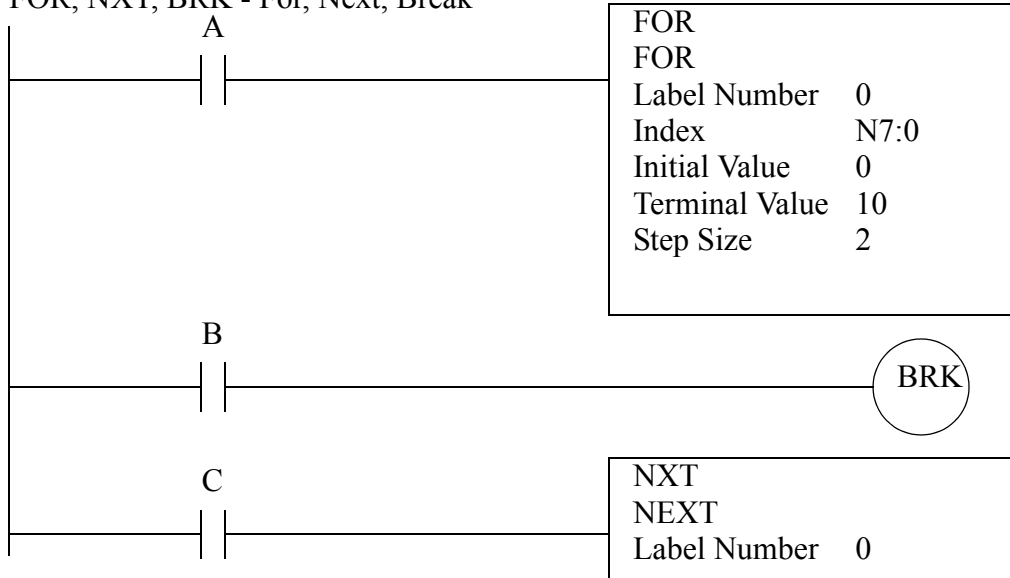 FOR, NXT, BRK - For, Next, Break
A
FOR
FOR
Label Number 0
Index N7:0
Initial Value 0
Terminal Value 10
Step Size 2
B
BRK
C
NXT
NEXT
Label Number 0